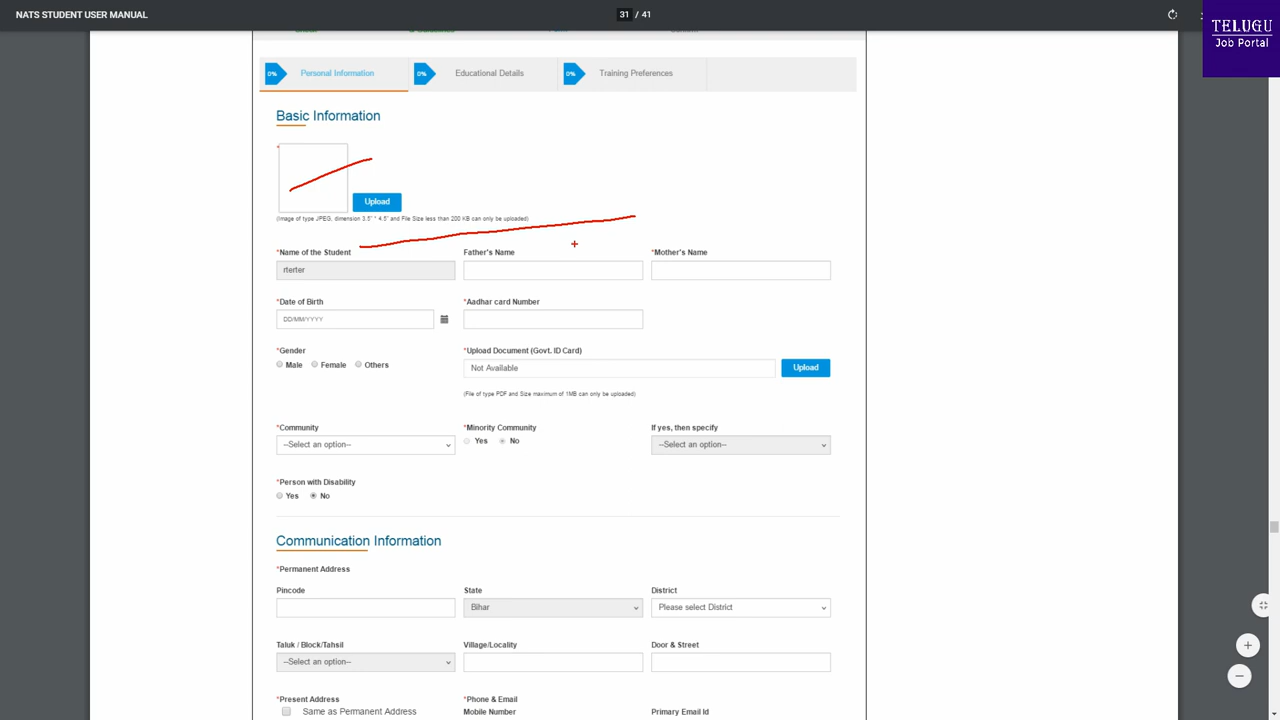 NATS STUDENT USER MANUAL
31 / 41
TELUGU
Job Portal
0% Personal Information 0% Educational Details 0% Training Preferences
Basic Information
*
Upload
(Image of type JPEG, dimension 3.5" * 4.5" and File Size less than 200 KB can only be uploaded)
*Name of the Student Father's Name *Mother's Name
rterter
*Date of Birth *Aadhar card Number
DD/MM/YYYY
*Gender *Upload Document (Govt. ID Card)
Male Female Others Not Available Upload
(File of type PDF and Size maximum of 1MB can only be uploaded)
*Community *Minority Community If yes, then specify
--Select an option-- Yes No --Select an option--
*Person with Disability
Yes No
Communication Information
*Permanent Address
Pincode State District
Bihar Please select District
Taluk / Block/Tahsil Village/Locality Door & Street
--Select an option--
*Present Address *Phone & Email
Same as Permanent Address Mobile Number Primary Email Id